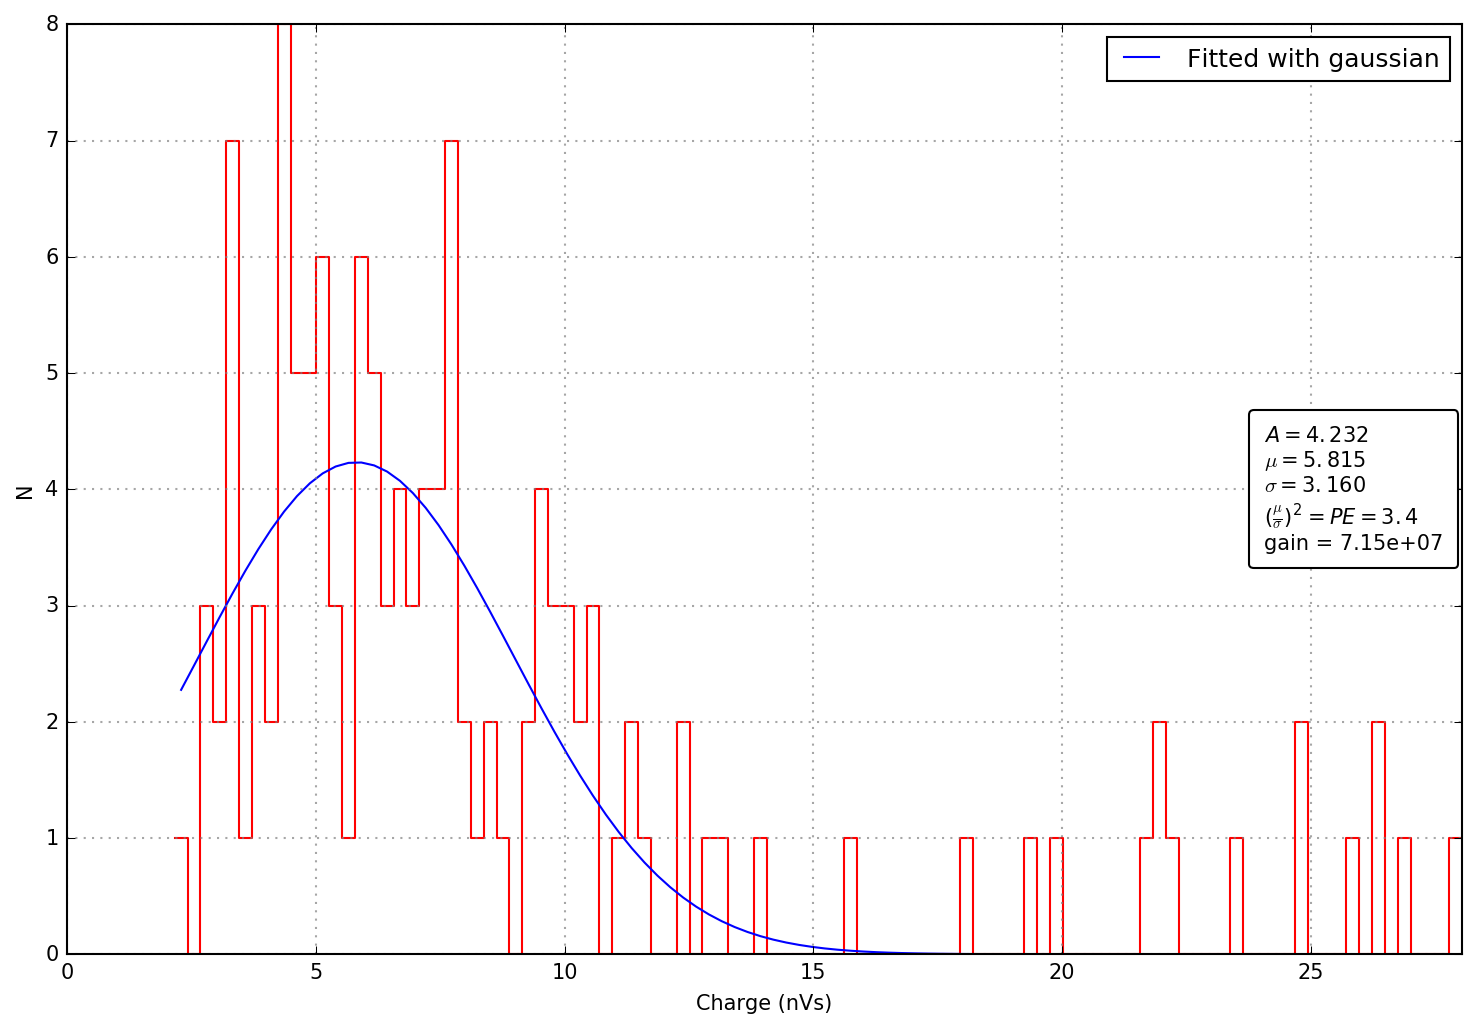 8
7
6
5
4
3
2
1
0
N
0 5 10 15 20 25
Charge (nVs)
Fitted with gaussian
A = 4.232
μ = 5.815
σ = 3.160
(μ/σ)² = PE = 3.4
gain = 7.15e+07